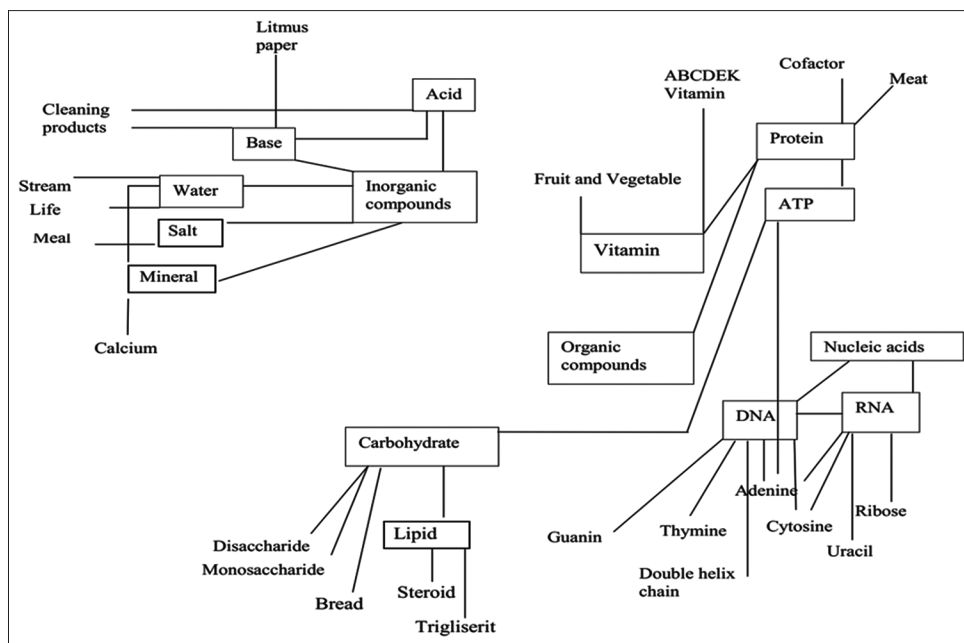 Litmus
paper
Acid
Cleaning
products
Base
Stream
Water
Inorganic
compounds
Life
Salt
Meal
Mineral
Calcium
Cofactor
ABCDEK
Vitamin
Meat
Protein
Fruit and Vegetable
ATP
Vitamin
Organic
compounds
Nucleic acids
DNA
RNA
Carbohydrate
Adenine
Lipid
Guanin
Thymine
Cytosine
Ribose
Uracil
Disaccharide
Monosaccharide
Bread
Steroid
Trigliserit
Double helix
chain